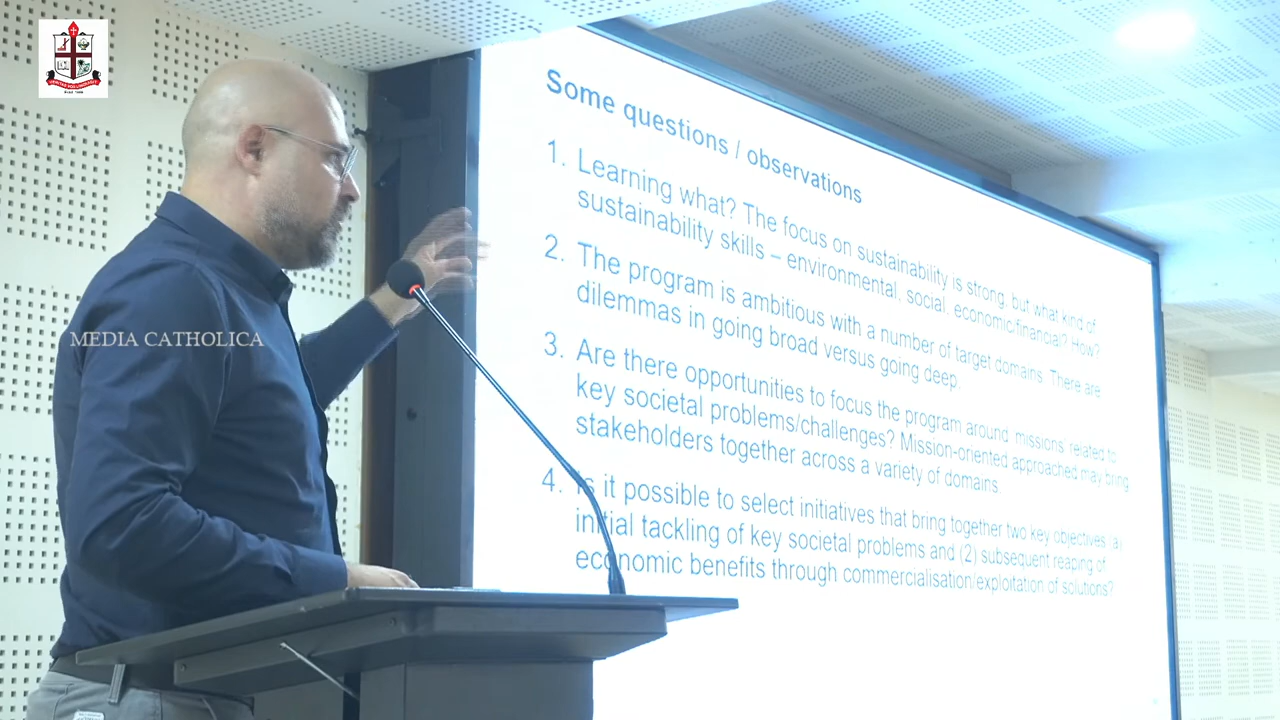 MEDIA CATHOLICA
Some questions / observations
1. Learning what? The focus on sustainability is strong, but what kind of
sustainability skills – environmental, social, economic/financial? How?
2. The program is ambitious with a number of target domains. There are
dilemmas in going broad versus going deep.
3. Are there opportunities to focus the program around 'missions' related to
key societal problems/challenges? Mission-oriented approached may bring
stakeholders together across a variety of domains.
4. Is it possible to select initiatives that bring together two key objectives (a)
initial tackling of key societal problems and (2) subsequent reaping of
economic benefits through commercialisation/exploitation of solutions?